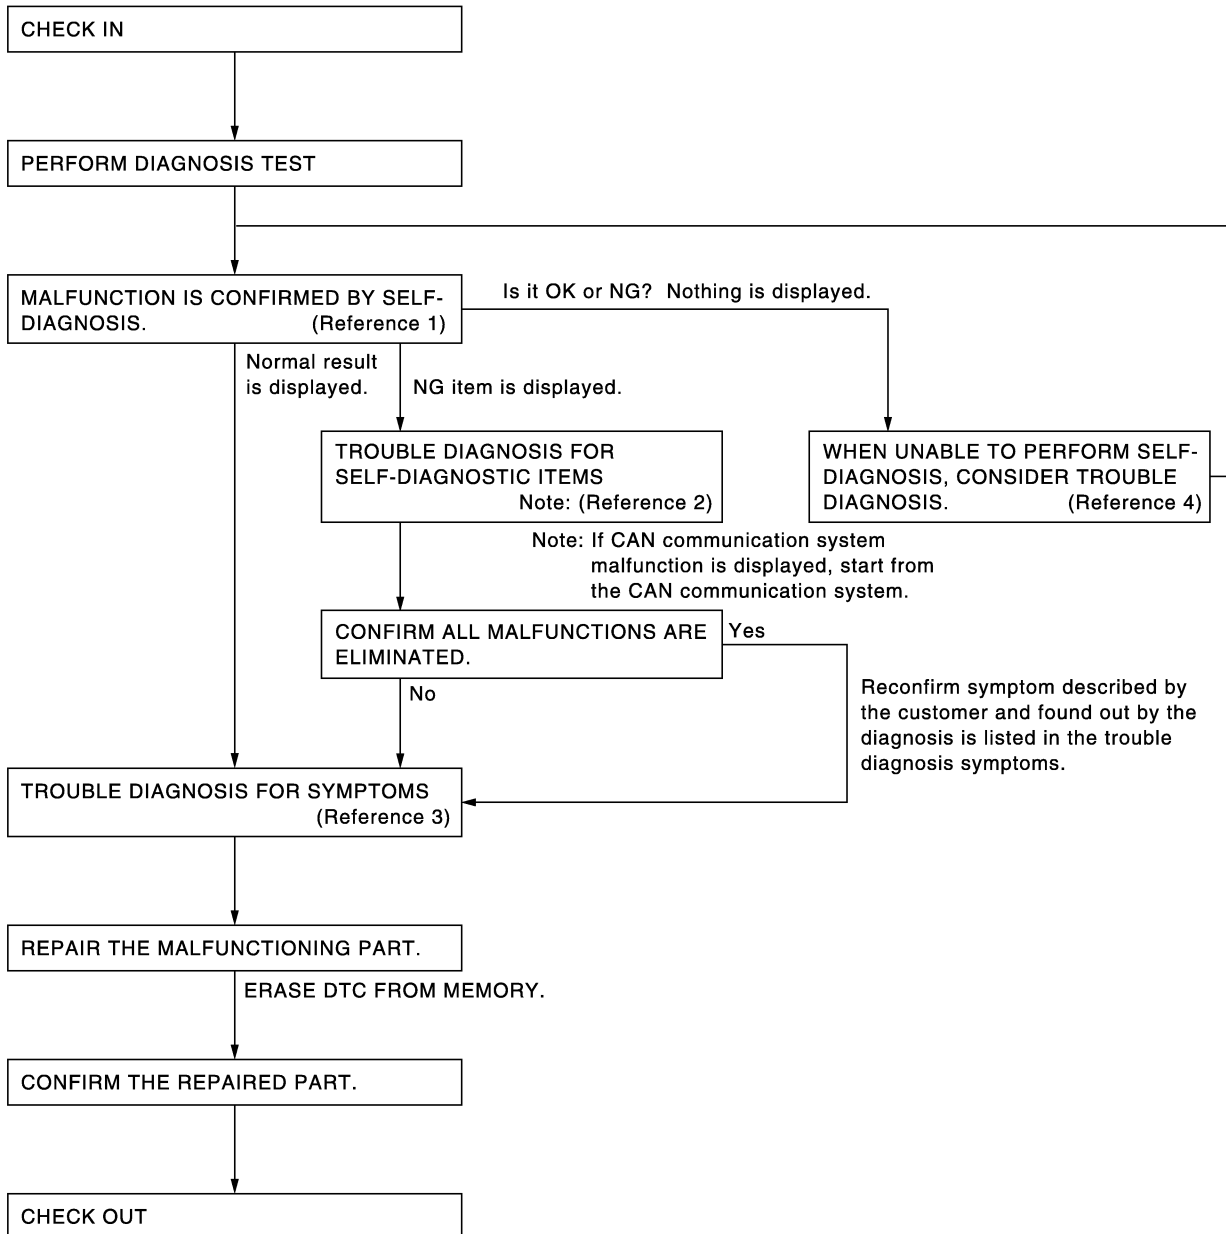 CHECK IN
PERFORM DIAGNOSIS TEST
MALFUNCTION IS CONFIRMED BY SELF-
DIAGNOSIS. (Reference 1)
Is it OK or NG? Nothing is displayed.
Normal result
is displayed.
NG item is displayed.
TROUBLE DIAGNOSIS FOR
SELF-DIAGNOSTIC ITEMS
Note: (Reference 2)
WHEN UNABLE TO PERFORM SELF-
DIAGNOSIS, CONSIDER TROUBLE
DIAGNOSIS. (Reference 4)
Note: If CAN communication system
malfunction is displayed, start from
the CAN communication system.
CONFIRM ALL MALFUNCTIONS ARE
ELIMINATED.
Yes
No
Reconfirm symptom described by
the customer and found out by the
diagnosis is listed in the trouble
diagnosis symptoms.
TROUBLE DIAGNOSIS FOR SYMPTOMS
(Reference 3)
REPAIR THE MALFUNCTIONING PART.
ERASE DTC FROM MEMORY.
CONFIRM THE REPAIRED PART.
CHECK OUT